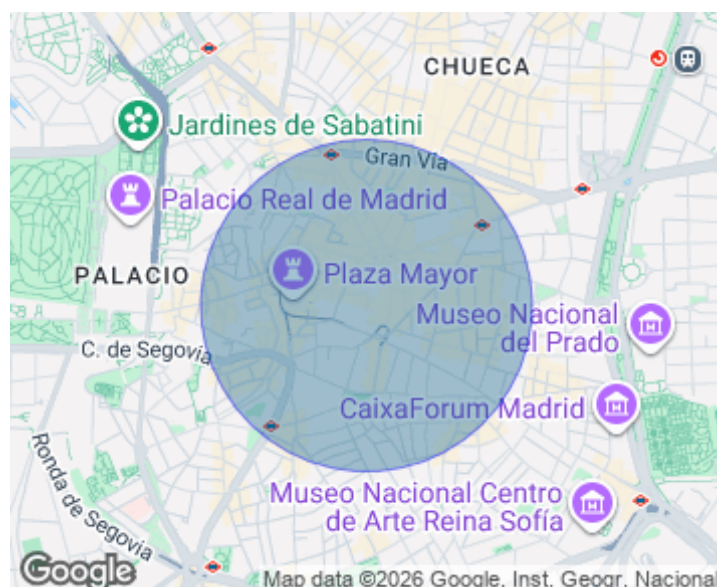 CHUECA
Jardines de Sabatini
Gran Vía
Palacio Real de Madrid
PALACIO
Plaza Mayor
Museo Nacional
del Prado
C. de Segovia
CaixaForum Madrid
Ronda de Segovia
Museo Nacional Centro
de Arte Reina Sofía
Google
Map data ©2026 Google, Inst. Geogr. Nacional